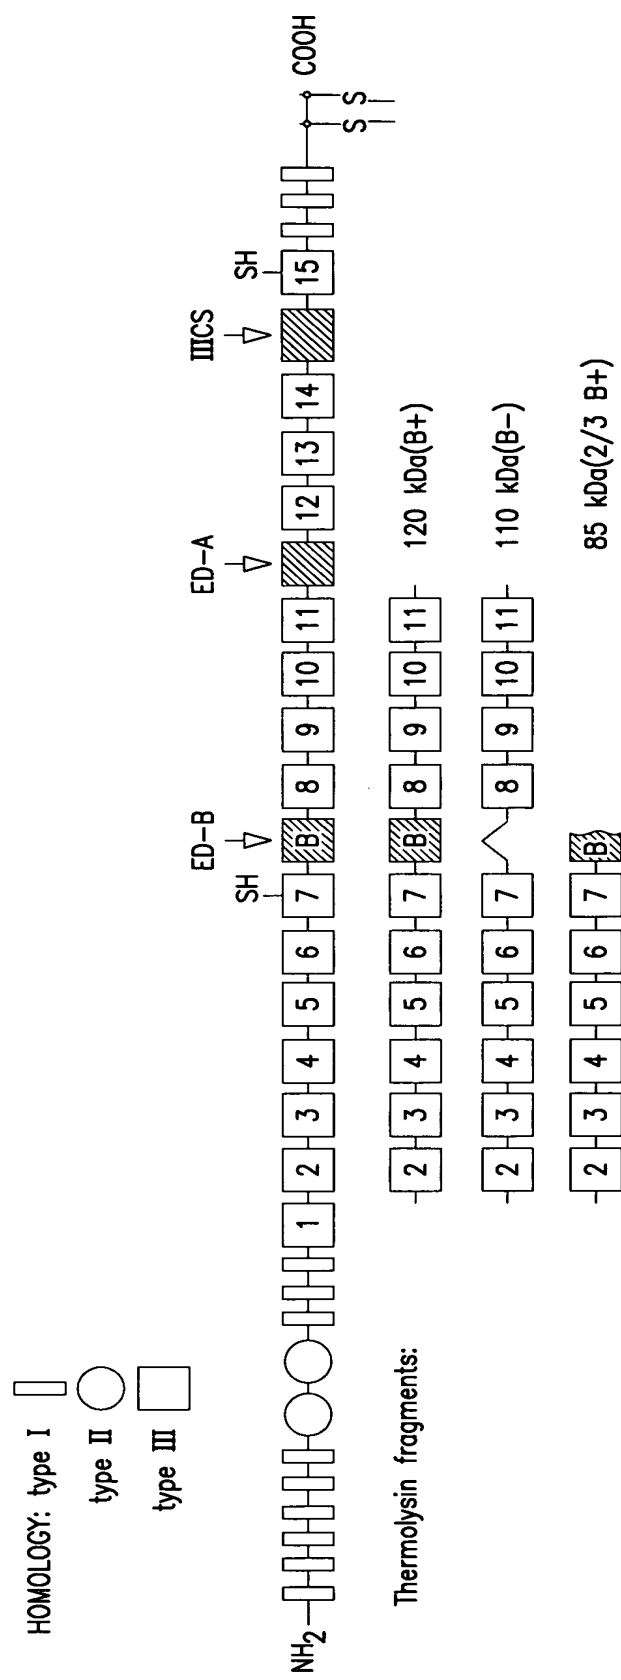 HOMOLOGY: type I
type II
type III
ED-B
ED-A
IIICS
SH
SH
NH2
1 2 3 4 5 6 7 B 8 9 10 11 12 13 14 15
COOH
S
S
Thermolysin fragments:
2 3 4 5 6 7 B 8 9 10 11 120 kDa(B+)
2 3 4 5 6 7 8 9 10 11 110 kDa(B-)
2 3 4 5 6 7 B 85 kDa(2/3 B+)